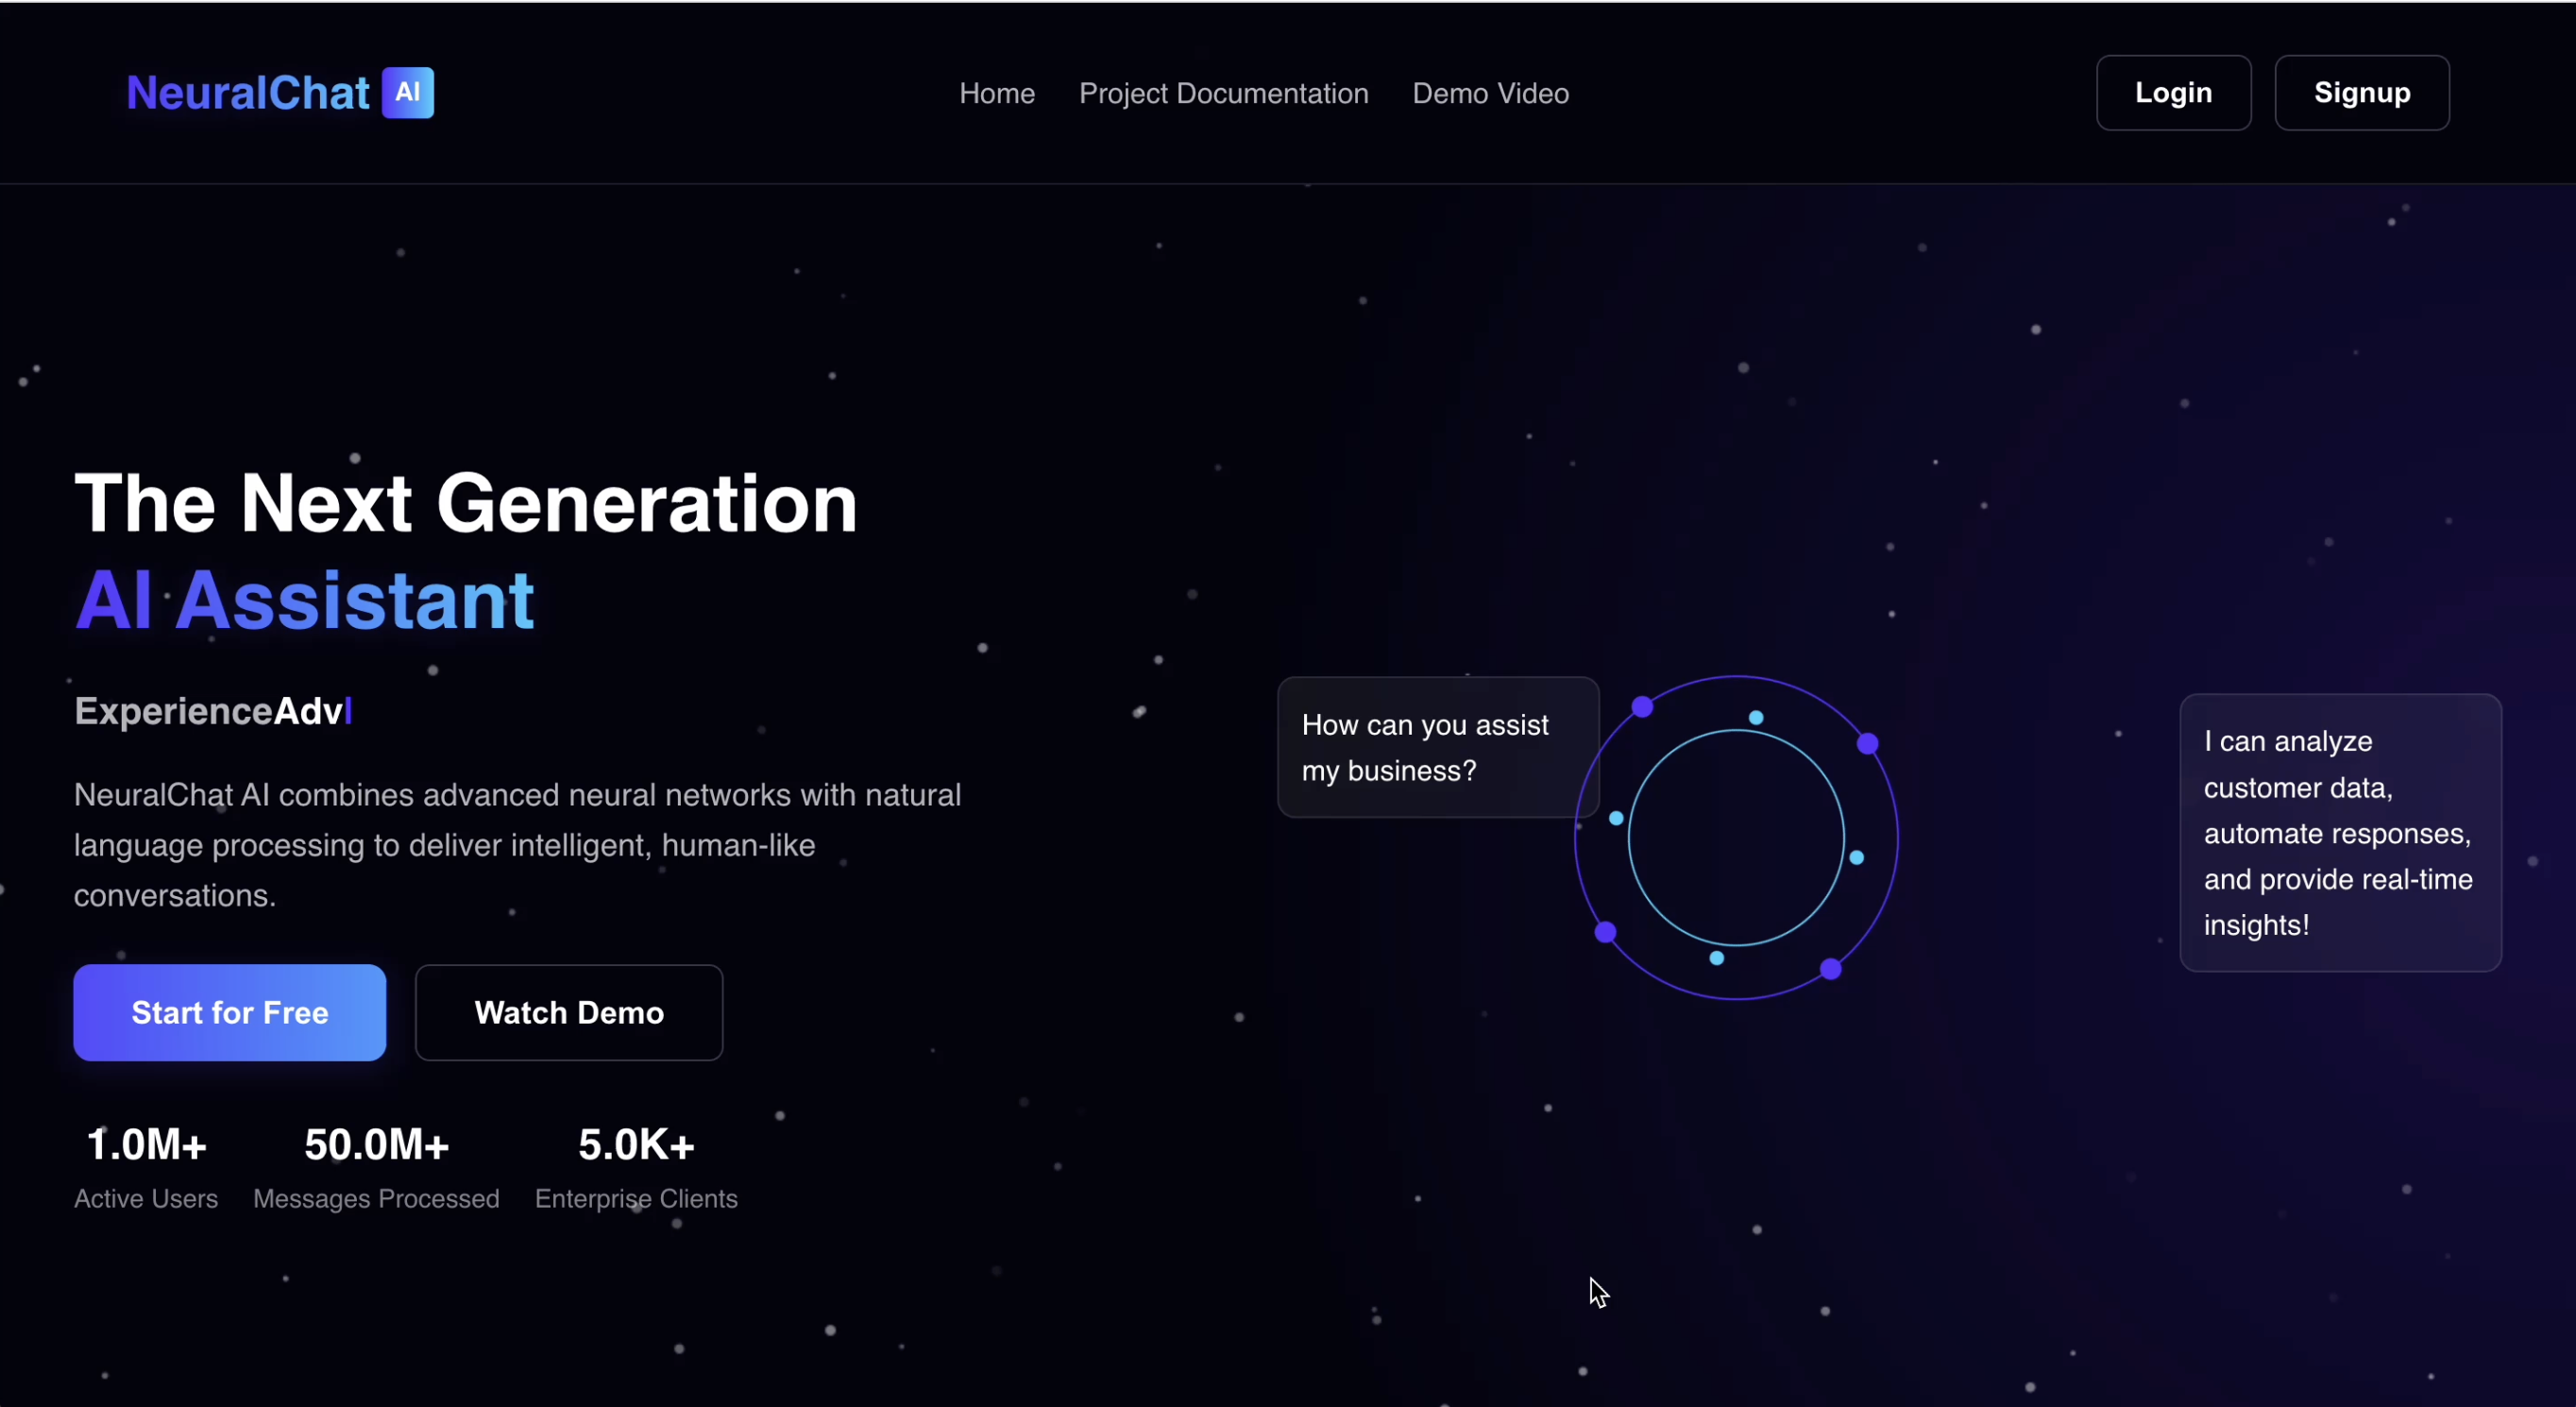 NeuralChat AI
Home Project Documentation Demo Video
Login Signup
The Next Generation
AI Assistant
ExperienceAdv
NeuralChat AI combines advanced neural networks with natural
language processing to deliver intelligent, human-like
conversations.
Start for Free Watch Demo
1.0M+ 50.0M+ 5.0K+
Active Users Messages Processed Enterprise Clients
How can you assist
my business?
I can analyze
customer data,
automate responses,
and provide real-time
insights!